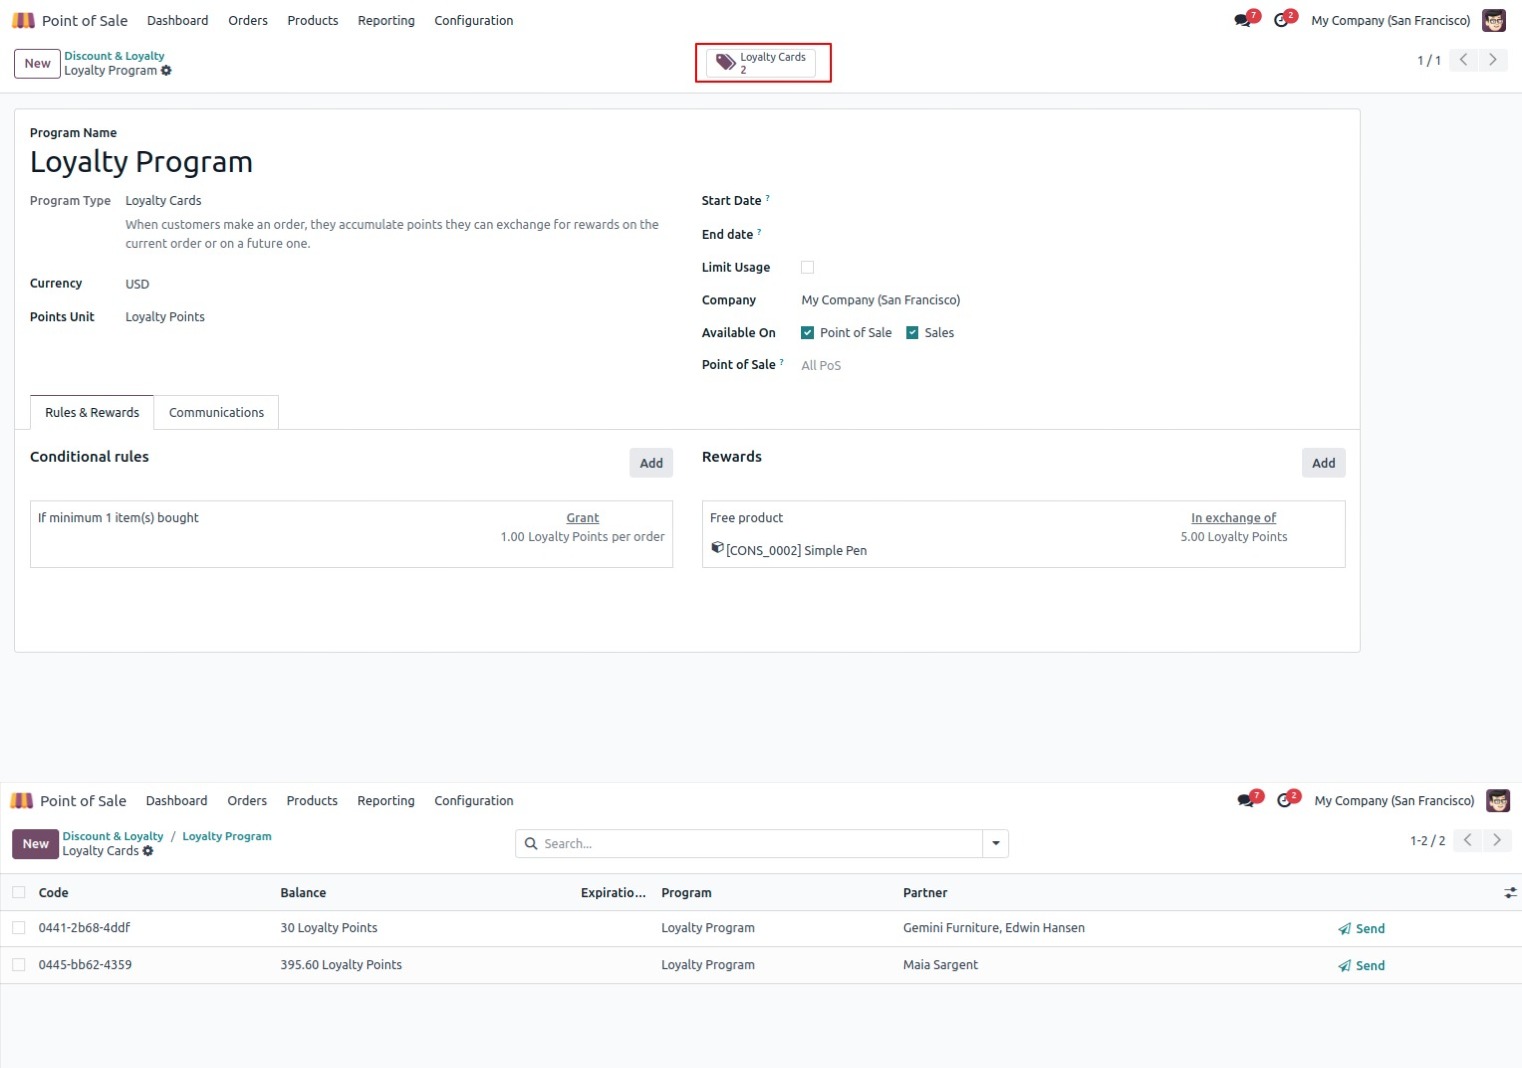 Point of Sale Dashboard Orders Products Reporting Configuration 7 2 My Company (San Francisco)
New Discount & Loyalty
Loyalty Program
Loyalty Cards
2
1 / 1
Program Name
Loyalty Program
Program Type Loyalty Cards
When customers make an order, they accumulate points they can exchange for rewards on the
current order or on a future one.
Currency USD
Points Unit Loyalty Points
Start Date ?
End date ?
Limit Usage
Company My Company (San Francisco)
Available On Point of Sale Sales
Point of Sale ? All PoS
Rules & Rewards Communications
Conditional rules Add
If minimum 1 item(s) bought Grant
1.00 Loyalty Points per order
Rewards Add
Free product In exchange of
5.00 Loyalty Points
[CONS_0002] Simple Pen
Point of Sale Dashboard Orders Products Reporting Configuration 7 2 My Company (San Francisco)
New Discount & Loyalty / Loyalty Program
Loyalty Cards
Search...
1-2 / 2
Code Balance Expiratio... Program Partner
0441-2b68-4ddf 30 Loyalty Points Loyalty Program Gemini Furniture, Edwin Hansen Send
0445-bb62-4359 395.60 Loyalty Points Loyalty Program Maia Sargent Send